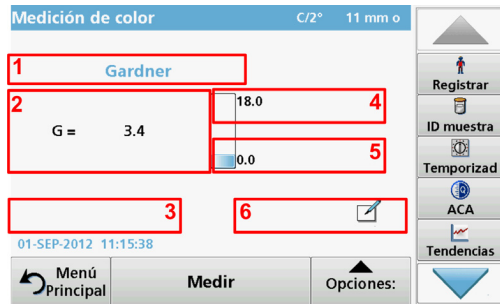 Medición de color C/2° 11 mm o
1 Gardner
2 18.0 4
G = 3.4
0.0 5
3 6
01-SEP-2012 11:15:38
Menú Principal
Medir
Opciones:
Registrar
ID muestra
Temporizad
ACA
Tendencias